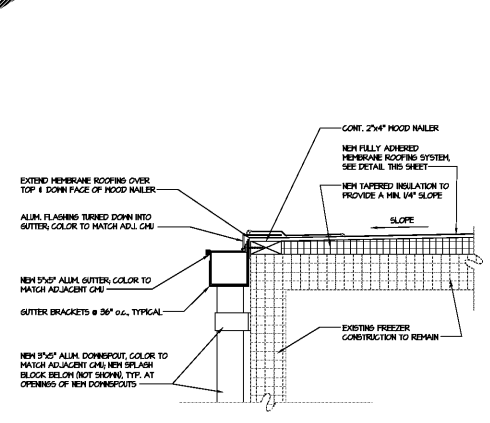 CONT. 2"x4" WOOD NAILER
NEW FULLY ADHERED
MEMBRANE ROOFING SYSTEM,
SEE DETAIL THIS SHEET
EXTEND MEMBRANE ROOFING OVER
TOP & DOWN FACE OF WOOD NAILER
NEW TAPERED INSULATION TO
PROVIDE A MIN. 1/4" SLOPE
ALUM. FLASHING TURNED DOWN INTO
GUTTER; COLOR TO MATCH ADJ. CMU
SLOPE
NEW 5"x5" ALUM. GUTTER; COLOR TO
MATCH ADJACENT CMU
GUTTER BRACKETS @ 36" o.c., TYPICAL
EXISTING FREEZER
CONSTRUCTION TO REMAIN
NEW 3"x5" ALUM. DOWNSPOUT, COLOR TO
MATCH ADJACENT CMU; NEW SPLASH
BLOCK BELOW (NOT SHOWN), TYP. AT
OPENINGS OF NEW DOWNSPOUTS